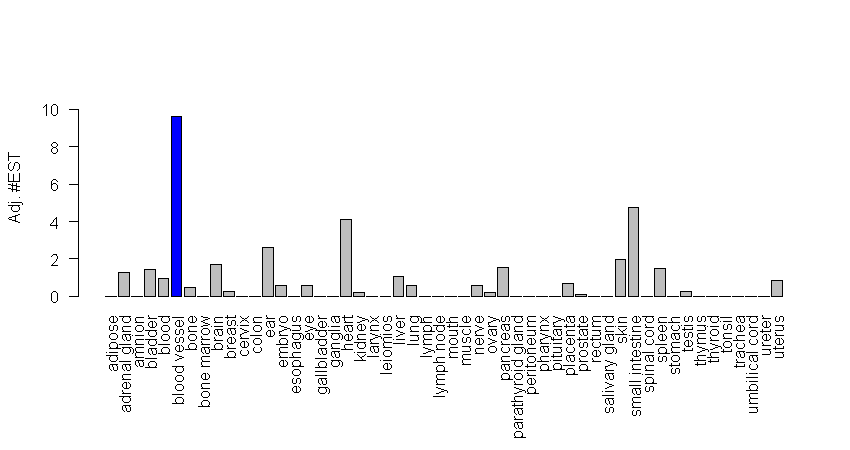 10
8
6
4
2
0
Adj. #EST
adipose
adrenal gland
amnion
bladder
blood
blood vessel
bone
bone marrow
brain
breast
cervix
colon
ear
embryo
esophagus
eye
gallbladder
ganglia
heart
kidney
larynx
leiomios
liver
lung
lymph
lymph node
mouth
muscle
nerve
ovary
pancreas
parathyroid gland
peritoneum
pharynx
pituitary
placenta
prostate
rectum
salivary gland
skin
small intestine
spinal cord
spleen
stomach
testis
thymus
thyroid
tonsil
trachea
umbilical cord
ureter
uterus